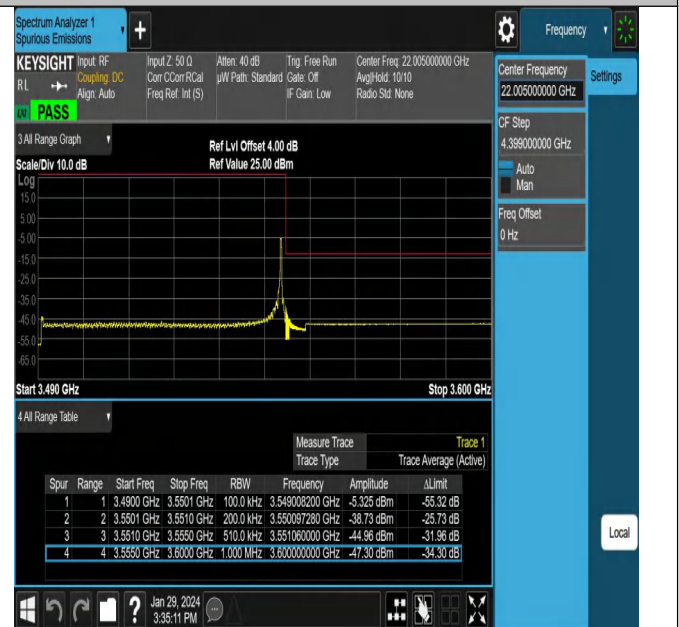 Spectrum Analyzer 1
Spurious Emissions
+
Frequency
KEYSIGHT Input: RF Input Z: 50 Ω Atten: 40 dB Trig: Free Run Center Freq: 22.005000000 GHz
RL Coupling: DC Corr CCorr RCal µW Path: Standard Gate: Off Avg|Hold: 10/10
Align: Auto Freq Ref: Int (S) IF Gain: Low Radio Std: None
PASS
Center Frequency
22.005000000 GHz
Settings
CF Step
4.399000000 GHz
Auto
Man
Freq Offset
0 Hz
3 All Range Graph
Ref Lvl Offset 4.00 dB
Scale/Div 10.0 dB Ref Value 25.00 dBm
Log
15.0
5.00
-5.00
-15.0
-25.0
-35.0
-45.0
-55.0
-65.0
Start 3.490 GHz Stop 3.600 GHz
4 All Range Table
Measure Trace Trace 1
Trace Type Trace Average (Active)
Spur Range Start Freq Stop Freq RBW Frequency Amplitude ΔLimit
1 1 3.4900 GHz 3.5501 GHz 100.0 kHz 3.549008200 GHz -5.325 dBm -55.32 dB
2 2 3.5501 GHz 3.5510 GHz 200.0 kHz 3.550097280 GHz -38.73 dBm -25.73 dB
3 3 3.5510 GHz 3.5550 GHz 510.0 kHz 3.551060000 GHz -44.96 dBm -31.96 dB
4 4 3.5550 GHz 3.6000 GHz 1.000 MHz 3.600000000 GHz -47.30 dBm -34.30 dB
Local
? Jan 29, 2024
3:35:11 PM